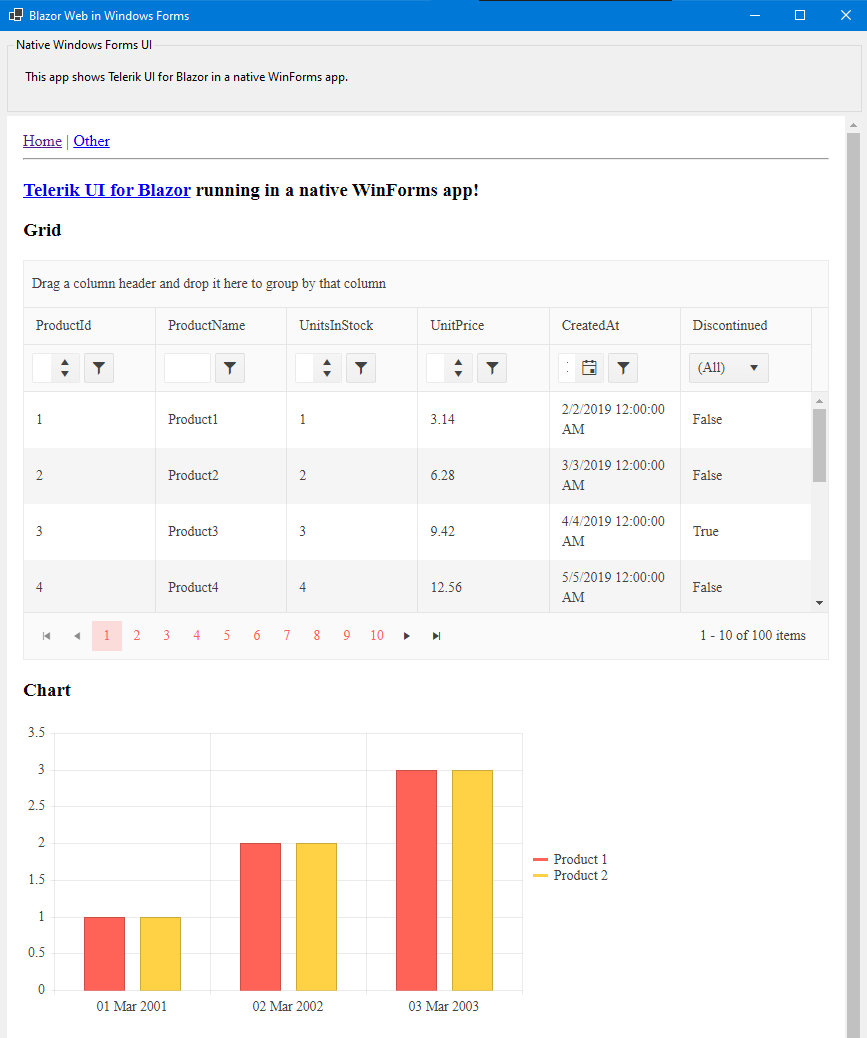 Blazor Web in Windows Forms
Native Windows Forms UI
This app shows Telerik UI for Blazor in a native WinForms app.
Home | Other
Telerik UI for Blazor running in a native WinForms app!
Grid
Drag a column header and drop it here to group by that column
ProductId ProductName UnitsInStock UnitPrice CreatedAt Discontinued
(All)
1 Product1 1 3.14 2/2/2019 12:00:00 AM False
2 Product2 2 6.28 3/3/2019 12:00:00 AM False
3 Product3 3 9.42 4/4/2019 12:00:00 AM True
4 Product4 4 12.56 5/5/2019 12:00:00 AM False
1 2 3 4 5 6 7 8 9 10 1 - 10 of 100 items
Chart
3.5
3
2.5
2
1.5
1
0.5
0
01 Mar 2001 02 Mar 2002 03 Mar 2003
Product 1
Product 2